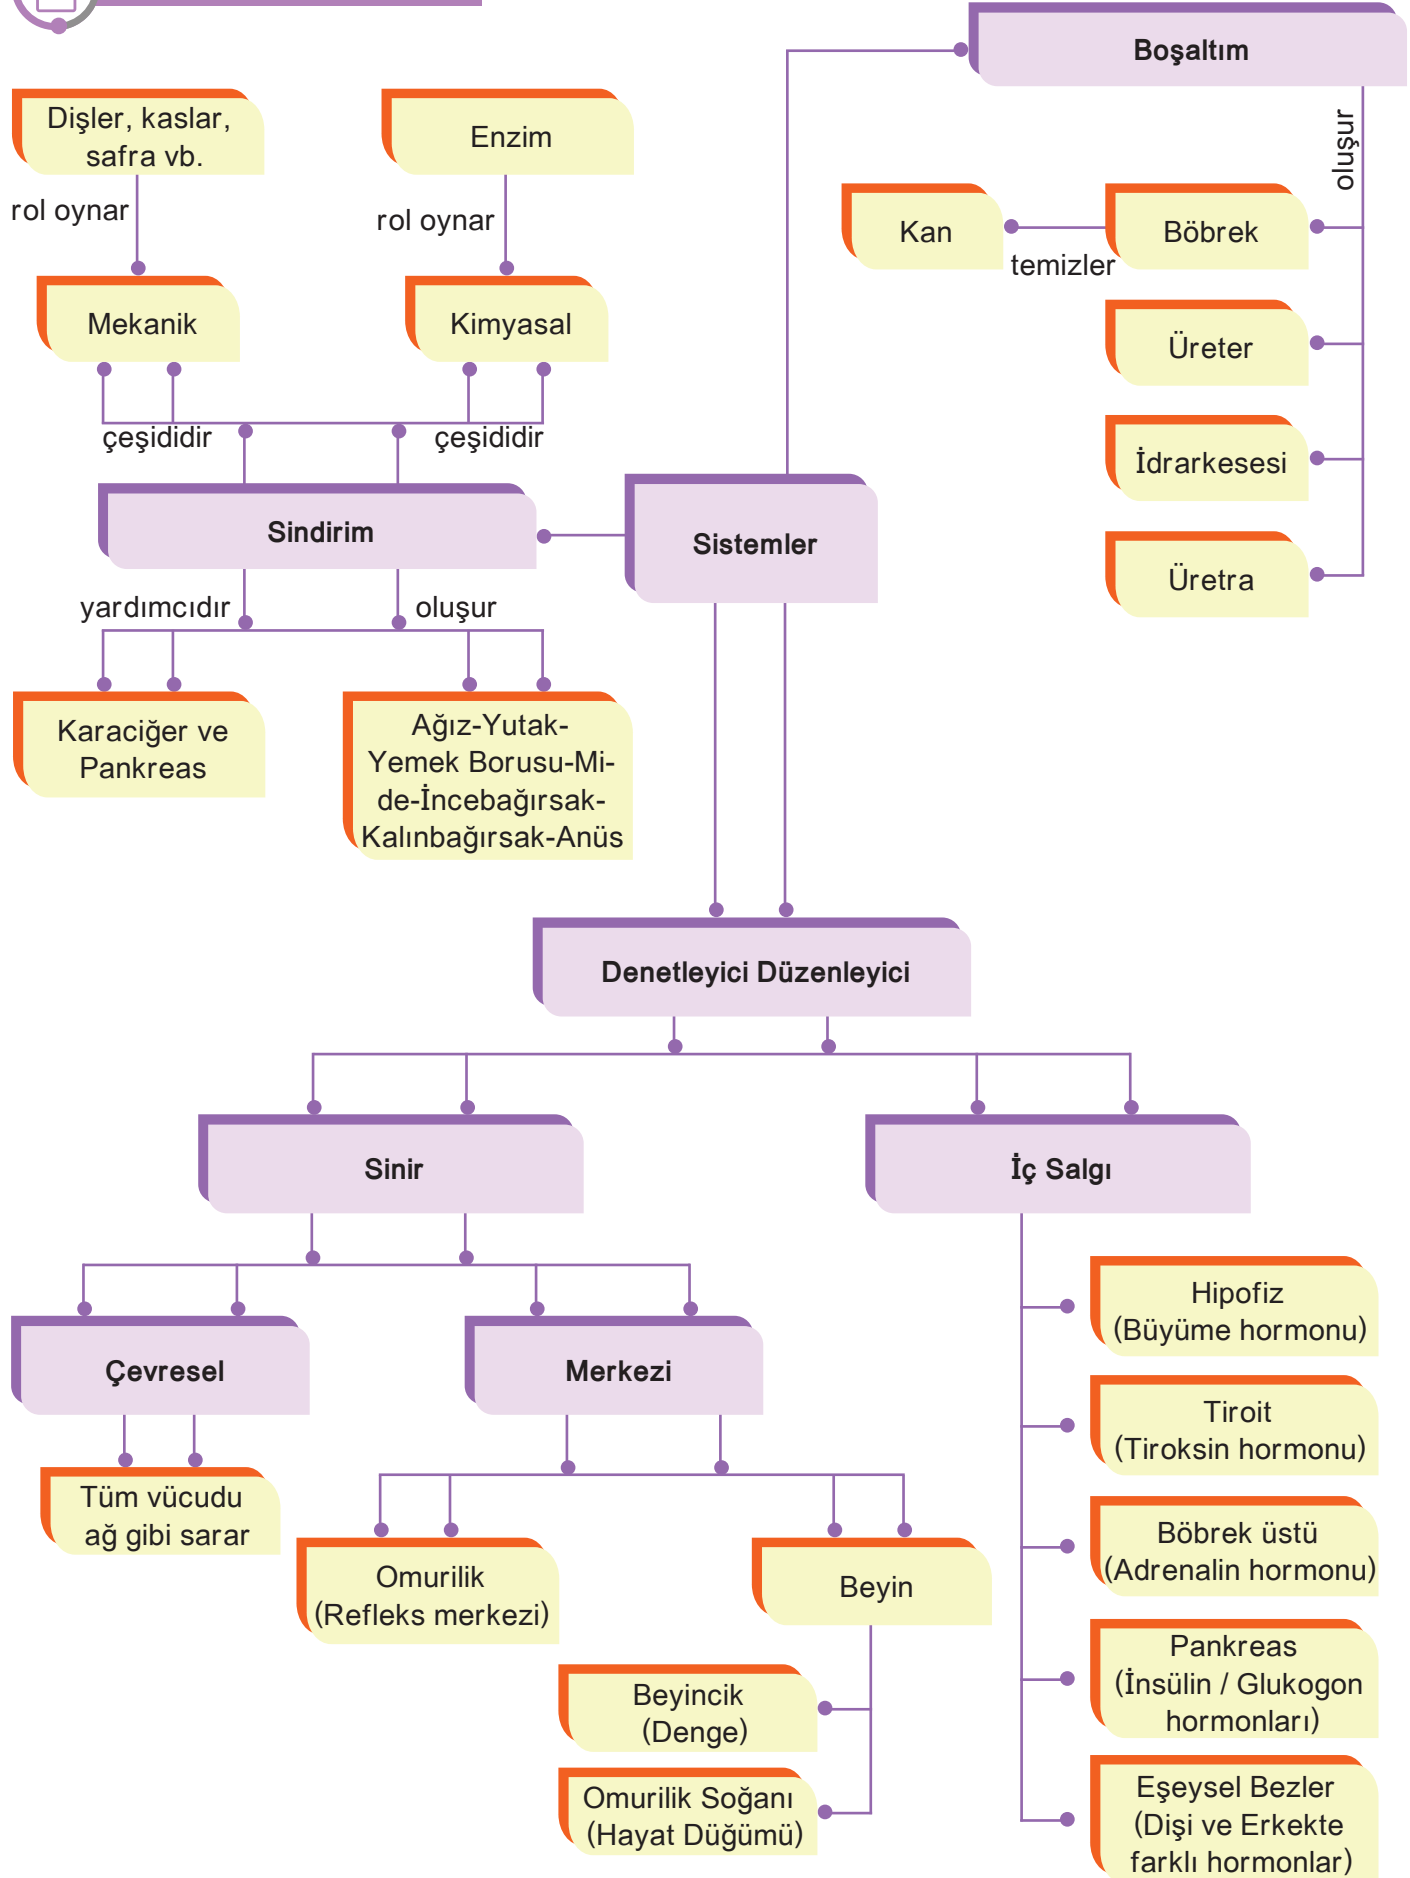 Boşaltım
oluşur
Dişler, kaslar,
safra vb.
Enzim
rol oynar
rol oynar
Kan
temizler
Böbrek
Mekanik
Kimyasal
Üreter
çeşididir
çeşididir
İdrarkesesi
Sindirim
Sistemler
Üretra
yardımcıdır
oluşur
Karaciğer ve
Pankreas
Ağız-Yutak-
Yemek Borusu-Mi-
de-İncebağırsak-
Kalınbağırsak-Anüs
Denetleyici Düzenleyici
Sinir
İç Salgı
Çevresel
Merkezi
Tüm vücudu
ağ gibi sarar
Omurilik
(Refleks merkezi)
Beyin
Beyincik
(Denge)
Omurilik Soğanı
(Hayat Düğümü)
Hipofiz
(Büyüme hormonu)
Tiroit
(Tiroksin hormonu)
Böbrek üstü
(Adrenalin hormonu)
Pankreas
(İnsülin / Glukogon
hormonları)
Eşeysel Bezler
(Dişi ve Erkekte
farklı hormonlar)